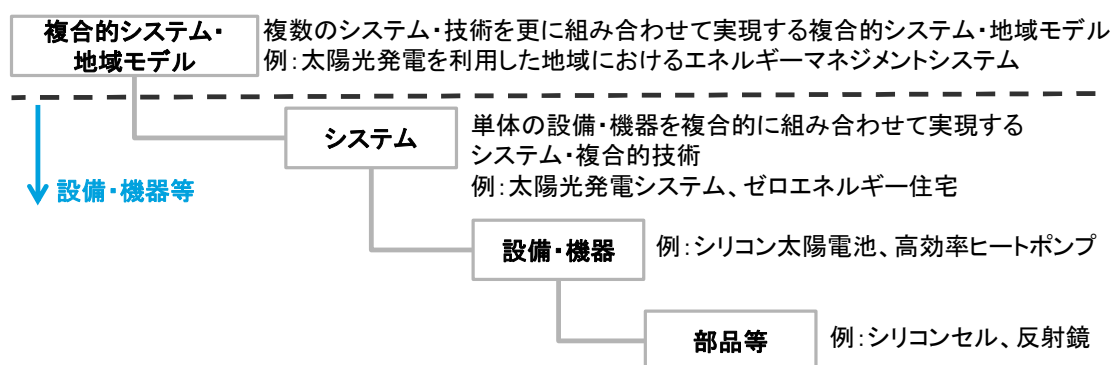 複合的システム・
地域モデル
複数のシステム・技術を更に組み合わせて実現する複合的システム・地域モデル
例：太陽光発電を利用した地域におけるエネルギーマネジメントシステム
システム
単体の設備・機器を複合的に組み合わせて実現する
システム・複合的技術
例：太陽光発電システム、ゼロエネルギー住宅
設備・機器等
設備・機器
例：シリコン太陽電池、高効率ヒートポンプ
部品等
例：シリコンセル、反射鏡